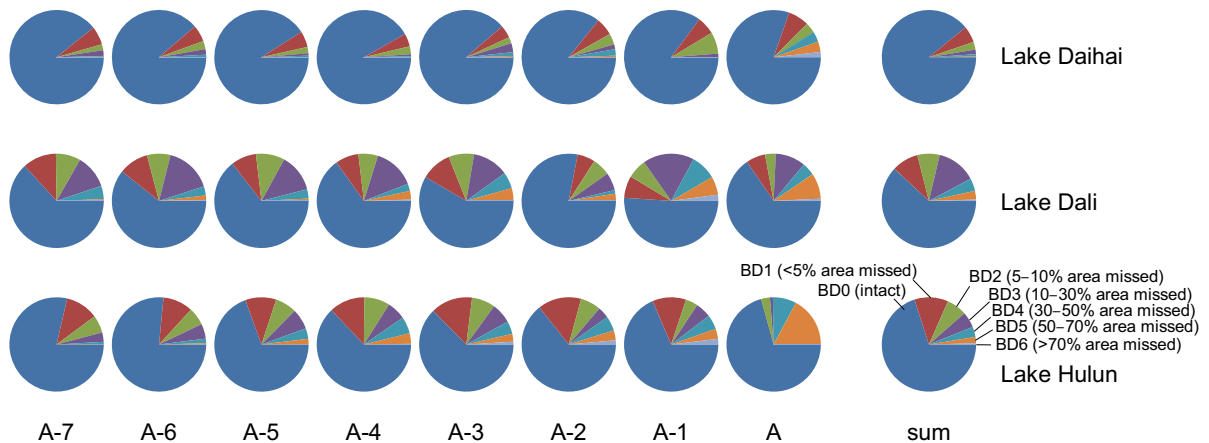 Lake Daihai
Lake Dali
BD1 (<5% area missed)
BD0 (intact)
BD2 (5–10% area missed)
BD3 (10–30% area missed)
BD4 (30–50% area missed)
BD5 (50–70% area missed)
BD6 (>70% area missed)
Lake Hulun
A-7 A-6 A-5 A-4 A-3 A-2 A-1 A sum